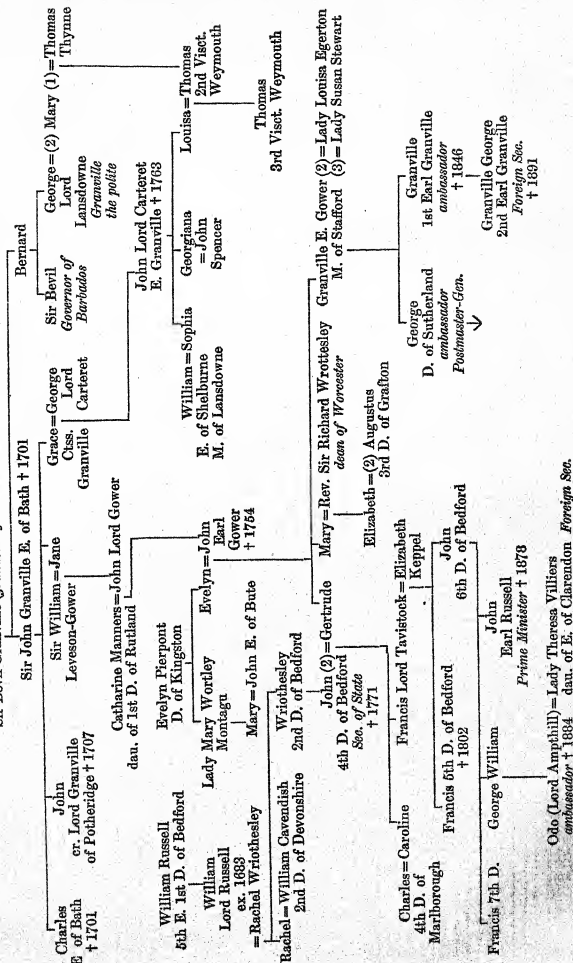 Sir John Granville E. of Bath † 1701
Bernard
Charles
E of Bath
† 1701
John
cr. Lord Granville
of Potheridge † 1707
Sir William=Jane
Leveson-Gower
Grace=George
Ctss. Lord
Granville Carteret
Sir Bevil
Governor of
Barbados
George=(2) Mary (1)=Thomas
Lord Thynne
Lansdowne
Granville
the polite
Catharine Manners=John Lord Gower
dau. of 1st D. of Rutland
John Lord Carteret
E. Granville † 1763
Evelyn Pierpont
D. of Kingston
William=Sophia
E. of Shelburne
M. of Lansdowne
Georgiana
=John
Spencer
Louisa=Thomas
2nd Visct.
Weymouth
Thomas
3rd Visct. Weymouth
William Russell
5th E. 1st D. of Bedford
Lady Mary Wortley
Montagu
Evelyn=John
Earl
Gower
† 1754
William
Lord Russell
ex. 1683
=Rachel Wriothesley
Mary=John E. of Bute
Rachel=William Cavendish
2nd D. of Devonshire
Wriothesley
2nd D. of Bedford
John (2)=Gertrude
4th D. of Bedford
Sec. of State
† 1771
Mary=Rev. Sir Richard Wrottesley
dean of Worcester
Granville E. Gower (2)=Lady Louisa Egerton
M. of Stafford (3)=Lady Susan Stewart
Elizabeth=(2) Augustus
3rd D. of Grafton
Charles=Caroline
4th D. of
Marlborough
Francis Lord Tavistock=Elizabeth
Keppel
George
D. of Sutherland
ambassador
Postmaster-Gen.
Granville
1st Earl Granville
ambassador
† 1846
Francis 5th D. of Bedford
† 1802
John
6th D. of Bedford
Granville George
2nd Earl Granville
Foreign Sec.
† 1891
Francis 7th D.
George William
John
Earl Russell
Prime Minister † 1878
Odo (Lord Ampthill)=Lady Theresa Villiers
ambassador † 1884 dau. of E. of Clarendon Foreign Sec.